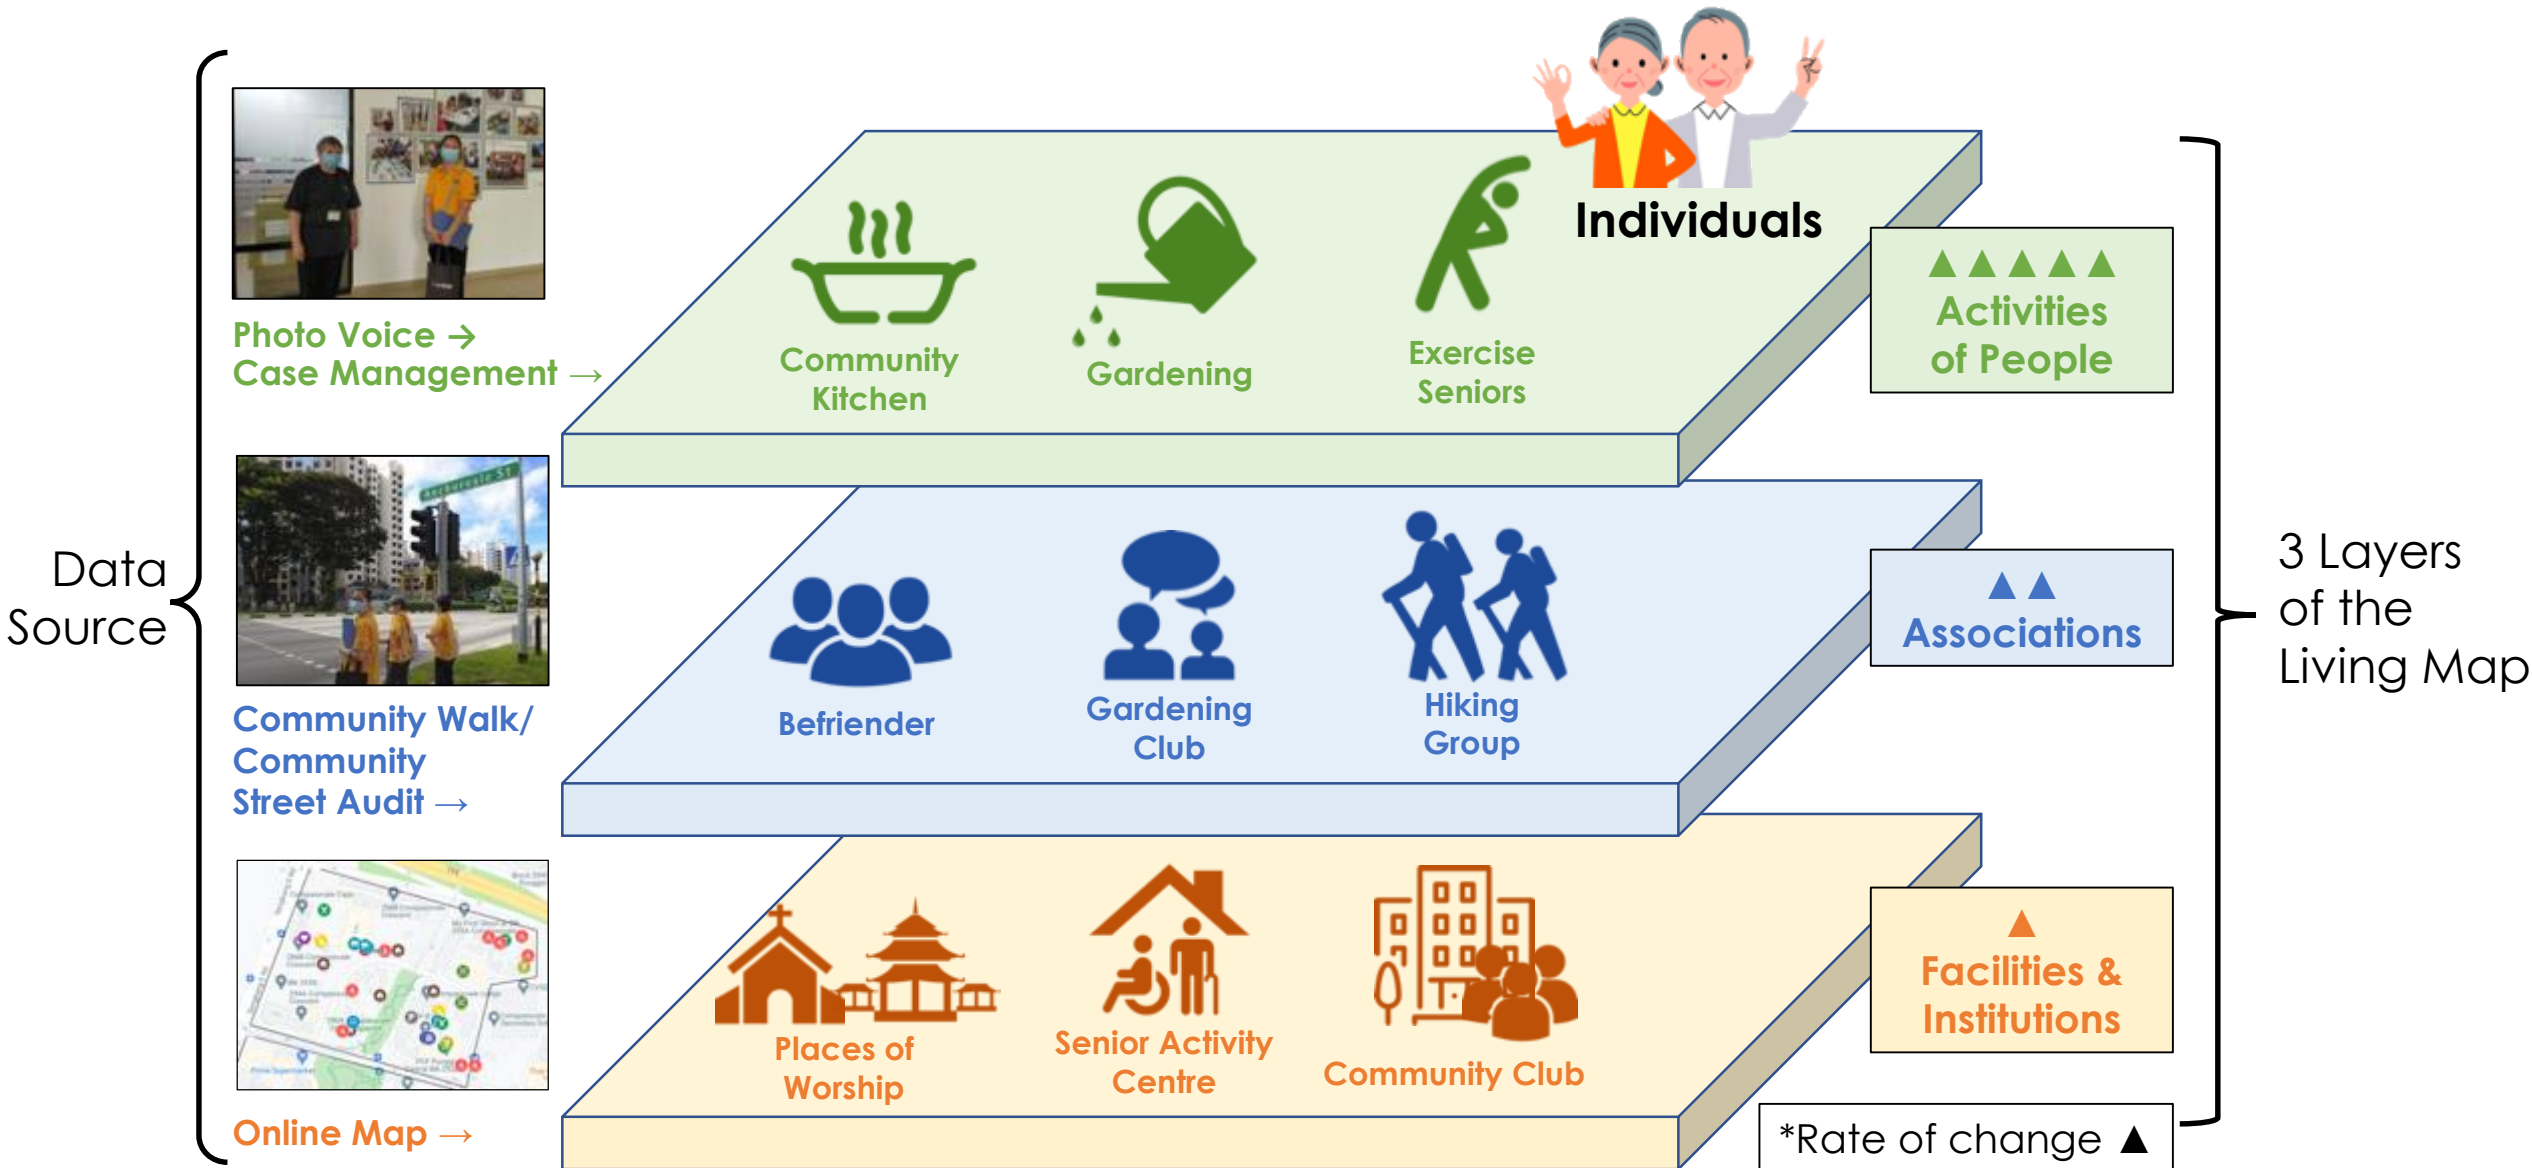 Data
Source
Photo Voice →
Case Management →
Community Walk/
Community
Street Audit →
Online Map →
Individuals
Community
Kitchen
Gardening
Exercise
Seniors
▲▲▲▲▲
Activities
of People
Befriender
Gardening
Club
Hiking
Group
▲▲
Associations
Places of
Worship
Senior Activity
Centre
Community Club
▲
Facilities &
Institutions
*Rate of change ▲
3 Layers
of the
Living Map
Anchorvale ST